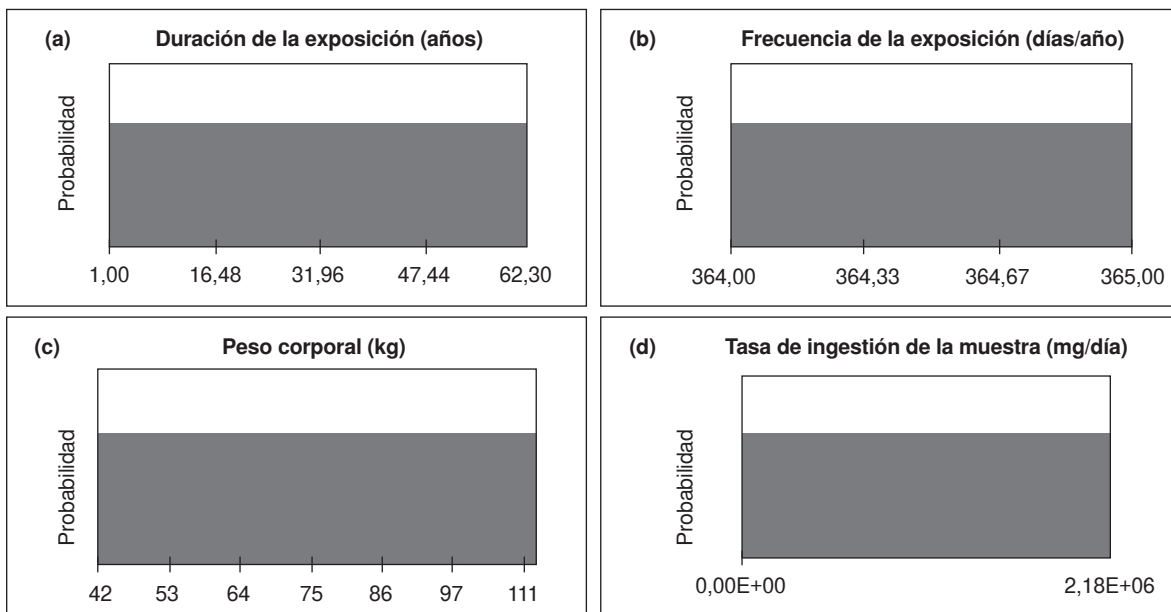 (a) Duración de la exposición (años)
Probabilidad
1,00 16,48 31,96 47,44 62,30
(b) Frecuencia de la exposición (días/año)
Probabilidad
364,00 364,33 364,67 365,00
(c) Peso corporal (kg)
Probabilidad
42 53 64 75 86 97 111
(d) Tasa de ingestión de la muestra (mg/día)
Probabilidad
0,00E+00 2,18E+06